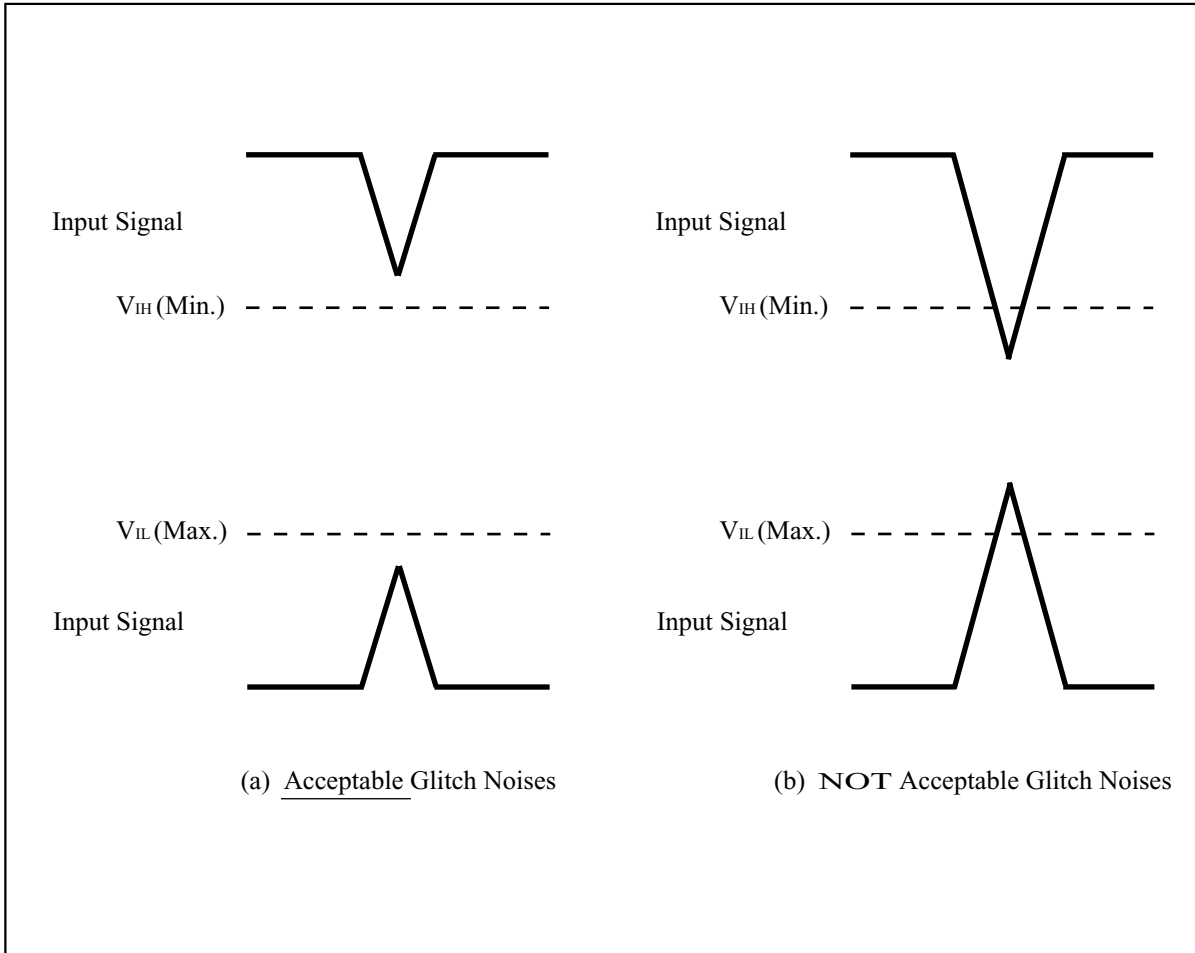 Input Signal
VIH (Min.)
VIL (Max.)
Input Signal
(a) Acceptable Glitch Noises
Input Signal
VIH (Min.)
VIL (Max.)
Input Signal
(b) NOT Acceptable Glitch Noises